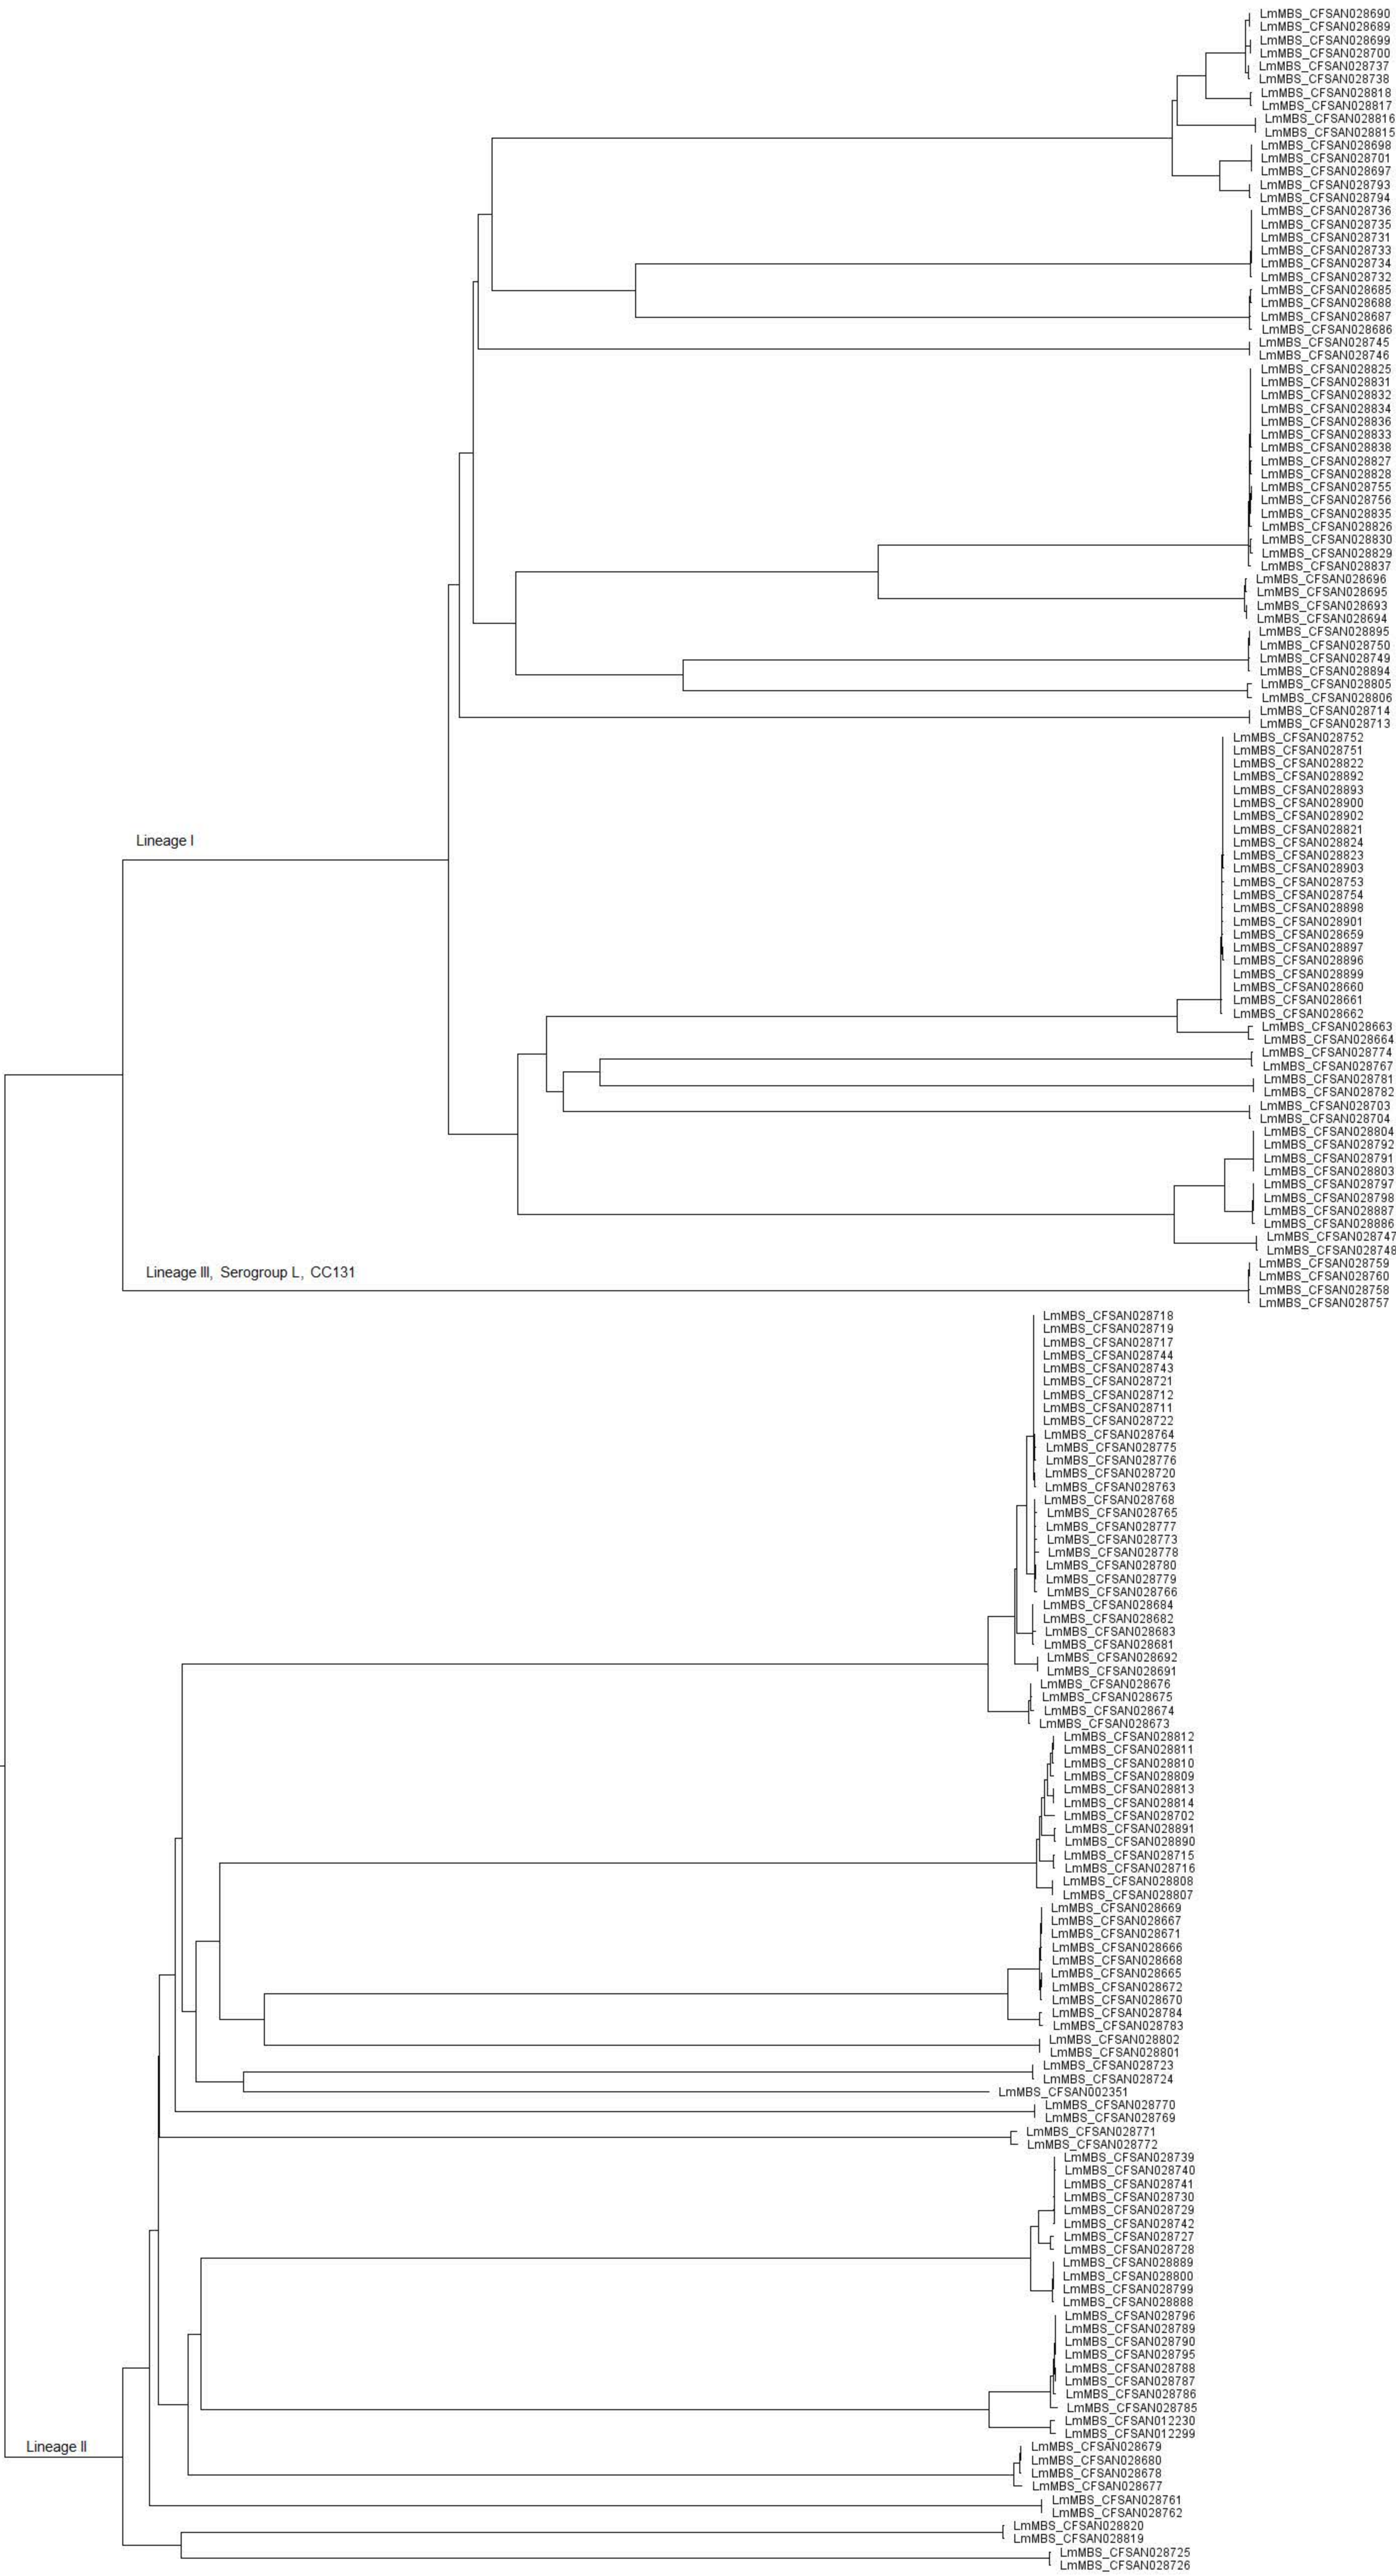 LmMBS_CFSAN028690
LmMBS_CFSAN028689
LmMBS_CFSAN028699
LmMBS_CFSAN028700
LmMBS_CFSAN028737
LmMBS_CFSAN028738
LmMBS_CFSAN028818
LmMBS_CFSAN028817
LmMBS_CFSAN028816
LmMBS_CFSAN028815
LmMBS_CFSAN028698
LmMBS_CFSAN028701
LmMBS_CFSAN028697
LmMBS_CFSAN028793
LmMBS_CFSAN028794
LmMBS_CFSAN028736
LmMBS_CFSAN028735
LmMBS_CFSAN028731
LmMBS_CFSAN028733
LmMBS_CFSAN028734
LmMBS_CFSAN028732
LmMBS_CFSAN028685
LmMBS_CFSAN028688
LmMBS_CFSAN028687
LmMBS_CFSAN028686
LmMBS_CFSAN028745
LmMBS_CFSAN028746
LmMBS_CFSAN028825
LmMBS_CFSAN028831
LmMBS_CFSAN028832
LmMBS_CFSAN028834
LmMBS_CFSAN028836
LmMBS_CFSAN028833
LmMBS_CFSAN028838
LmMBS_CFSAN028827
LmMBS_CFSAN028828
LmMBS_CFSAN028755
LmMBS_CFSAN028756
LmMBS_CFSAN028835
LmMBS_CFSAN028826
LmMBS_CFSAN028830
LmMBS_CFSAN028829
LmMBS_CFSAN028837
LmMBS_CFSAN028696
LmMBS_CFSAN028695
LmMBS_CFSAN028693
LmMBS_CFSAN028694
LmMBS_CFSAN028895
LmMBS_CFSAN028750
LmMBS_CFSAN028749
LmMBS_CFSAN028894
LmMBS_CFSAN028805
LmMBS_CFSAN028806
LmMBS_CFSAN028714
LmMBS_CFSAN028713
LmMBS_CFSAN028752
LmMBS_CFSAN028751
LmMBS_CFSAN028822
LmMBS_CFSAN028892
LmMBS_CFSAN028893
LmMBS_CFSAN028900
LmMBS_CFSAN028902
LmMBS_CFSAN028821
Lineage I
LmMBS_CFSAN028824
LmMBS_CFSAN028823
LmMBS_CFSAN028903
LmMBS_CFSAN028753
LmMBS_CFSAN028754
LmMBS_CFSAN028898
LmMBS_CFSAN028901
LmMBS_CFSAN028659
LmMBS_CFSAN028897
LmMBS_CFSAN028896
LmMBS_CFSAN028899
LmMBS_CFSAN028660
LmMBS_CFSAN028661
LmMBS_CFSAN028662
LmMBS_CFSAN028663
LmMBS_CFSAN028664
LmMBS_CFSAN028774
LmMBS_CFSAN028767
LmMBS_CFSAN028781
LmMBS_CFSAN028782
LmMBS_CFSAN028703
LmMBS_CFSAN028704
LmMBS_CFSAN028804
LmMBS_CFSAN028792
LmMBS_CFSAN028791
LmMBS_CFSAN028803
LmMBS_CFSAN028797
LmMBS_CFSAN028798
LmMBS_CFSAN028887
LmMBS_CFSAN028886
LmMBS_CFSAN028747
LmMBS_CFSAN028748
LmMBS_CFSAN028759
Lineage III, Serogroup L, CC131
LmMBS_CFSAN028760
LmMBS_CFSAN028758
LmMBS_CFSAN028757
LmMBS_CFSAN028718
LmMBS_CFSAN028719
LmMBS_CFSAN028717
LmMBS_CFSAN028744
LmMBS_CFSAN028743
LmMBS_CFSAN028721
LmMBS_CFSAN028712
LmMBS_CFSAN028711
LmMBS_CFSAN028722
LmMBS_CFSAN028764
LmMBS_CFSAN028775
LmMBS_CFSAN028776
LmMBS_CFSAN028720
LmMBS_CFSAN028763
LmMBS_CFSAN028768
LmMBS_CFSAN028765
LmMBS_CFSAN028777
LmMBS_CFSAN028773
LmMBS_CFSAN028778
LmMBS_CFSAN028780
LmMBS_CFSAN028779
LmMBS_CFSAN028766
LmMBS_CFSAN028684
LmMBS_CFSAN028682
LmMBS_CFSAN028683
LmMBS_CFSAN028681
LmMBS_CFSAN028692
LmMBS_CFSAN028691
LmMBS_CFSAN028676
LmMBS_CFSAN028675
LmMBS_CFSAN028674
LmMBS_CFSAN028673
LmMBS_CFSAN028812
LmMBS_CFSAN028811
LmMBS_CFSAN028810
LmMBS_CFSAN028809
LmMBS_CFSAN028813
LmMBS_CFSAN028814
LmMBS_CFSAN028702
LmMBS_CFSAN028891
LmMBS_CFSAN028890
LmMBS_CFSAN028715
LmMBS_CFSAN028716
LmMBS_CFSAN028808
LmMBS_CFSAN028807
LmMBS_CFSAN028669
LmMBS_CFSAN028667
LmMBS_CFSAN028671
LmMBS_CFSAN028666
LmMBS_CFSAN028668
LmMBS_CFSAN028665
LmMBS_CFSAN028672
LmMBS_CFSAN028670
LmMBS_CFSAN028784
LmMBS_CFSAN028783
LmMBS_CFSAN028802
LmMBS_CFSAN028801
LmMBS_CFSAN028723
LmMBS_CFSAN028724
LmMBS_CFSAN002351
LmMBS_CFSAN028770
LmMBS_CFSAN028769
LmMBS_CFSAN028771
LmMBS_CFSAN028772
LmMBS_CFSAN028739
LmMBS_CFSAN028740
LmMBS_CFSAN028741
LmMBS_CFSAN028730
LmMBS_CFSAN028729
LmMBS_CFSAN028742
LmMBS_CFSAN028727
LmMBS_CFSAN028728
LmMBS_CFSAN028889
LmMBS_CFSAN028800
LmMBS_CFSAN028799
LmMBS_CFSAN028888
LmMBS_CFSAN028796
LmMBS_CFSAN028789
LmMBS_CFSAN028790
LmMBS_CFSAN028795
LmMBS_CFSAN028788
LmMBS_CFSAN028787
LmMBS_CFSAN028786
LmMBS_CFSAN028785
LmMBS_CFSAN012230
LmMBS_CFSAN012299
Lineage II
LmMBS_CFSAN028679
LmMBS_CFSAN028680
LmMBS_CFSAN028678
LmMBS_CFSAN028677
LmMBS_CFSAN028761
LmMBS_CFSAN028762
LmMBS_CFSAN028820
LmMBS_CFSAN028819
LmMBS_CFSAN028725
LmMBS_CFSAN028726